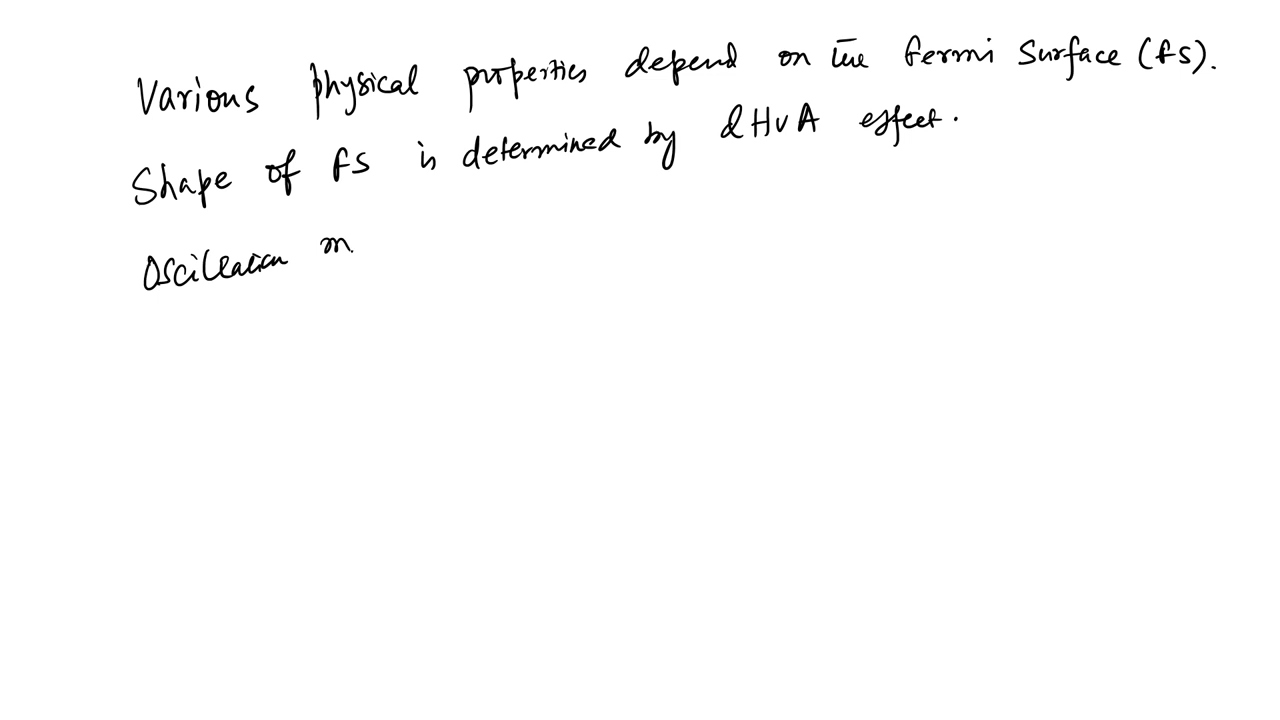 Various physical properties depend on the Fermi Surface (FS).
Shape of FS is determined by dHvA effect.
Oscillation m